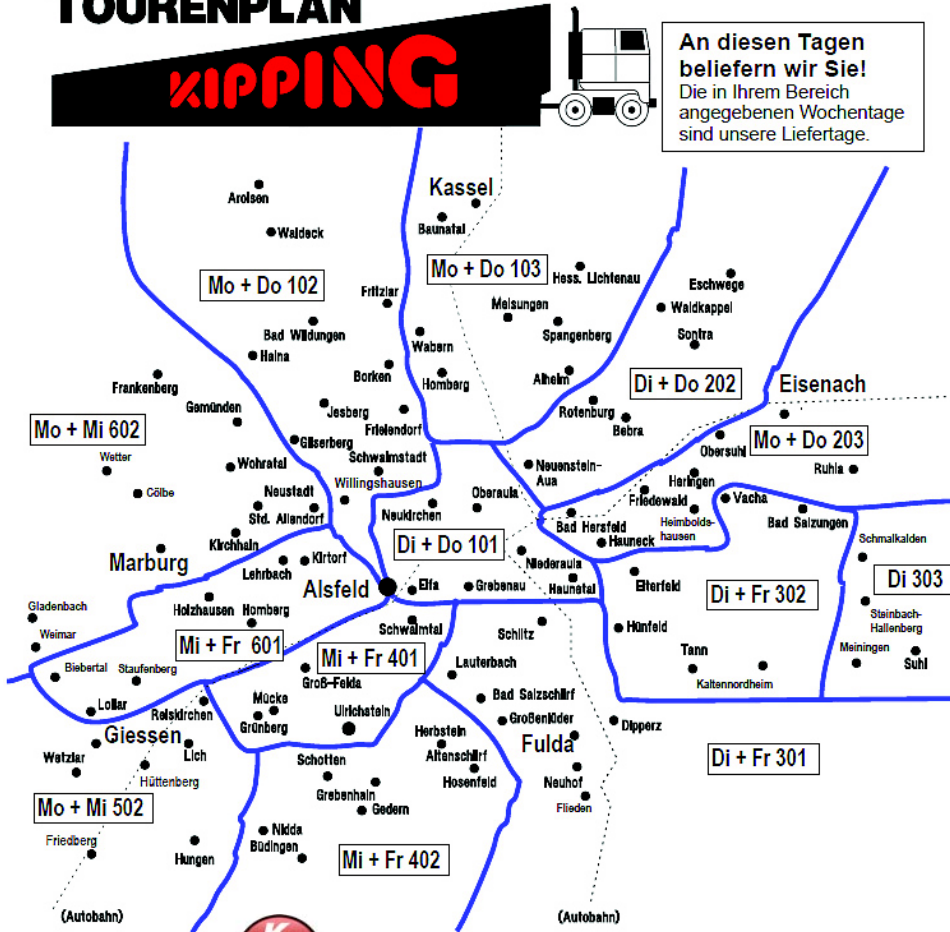 TOURENPLAN
KIPPING
An diesen Tagen
beliefern wir Sie!
Die in Ihrem Bereich
angegebenen Wochentage
sind unsere Liefertage.
Kassel
Arolsen
Baunatal
Waldeck
Mo + Do 103
Hess. Lichtenau
Mo + Do 102
Eschwege
Fritzlar
Melsungen
Waldkappel
Bad Wildungen
Spangenberg
Sontra
Wabern
Haina
Borken
Homberg
Alheim
Di + Do 202
Eisenach
Frankenberg
Gemünden
Jesberg
Rotenburg
Mo + Mi 602
Frielendorf
Bebra
Mo + Do 203
Gilserberg
Obersuhl
Schwalmstadt
Wetter
Wohratal
Neuenstein-
Aua
Ruhla
Willingshausen
Heringen
Cölbe
Neustadt
Oberaula
Friedewald
Vacha
Std. Allendorf
Neukirchen
Bad Hersfeld
Heimbolds-
hausen
Bad Salzungen
Kirchhain
Di + Do 101
Hauneck
Schmalkalden
Marburg
Kirtorf
Niederaula
Lehrbach
Alsfeld
Eifa
Grebenau
Haunetal
Eiterfeld
Di + Fr 302
Di 303
Gladenbach
Holzhausen
Homberg
Steinbach-
Hallenberg
Weimar
Schwalmtal
Schlitz
Hünfeld
Mi + Fr 601
Mi + Fr 401
Tann
Meiningen
Biebertal
Staufenberg
Lauterbach
Suhl
Groß-Felda
Kaltennordheim
Lollar
Reiskirchen
Mücke
Bad Salzschlirf
Grünberg
Ulrichstein
Großenlüder
Dipperz
Giessen
Herbstein
Fulda
Wetzlar
Lich
Schotten
Altenschlirf
Di + Fr 301
Hüttenberg
Hosenfeld
Neuhof
Grebenhain
Mo + Mi 502
Gedern
Flieden
Friedberg
Nidda
Büdingen
Hungen
Mi + Fr 402
(Autobahn)
(Autobahn)
K